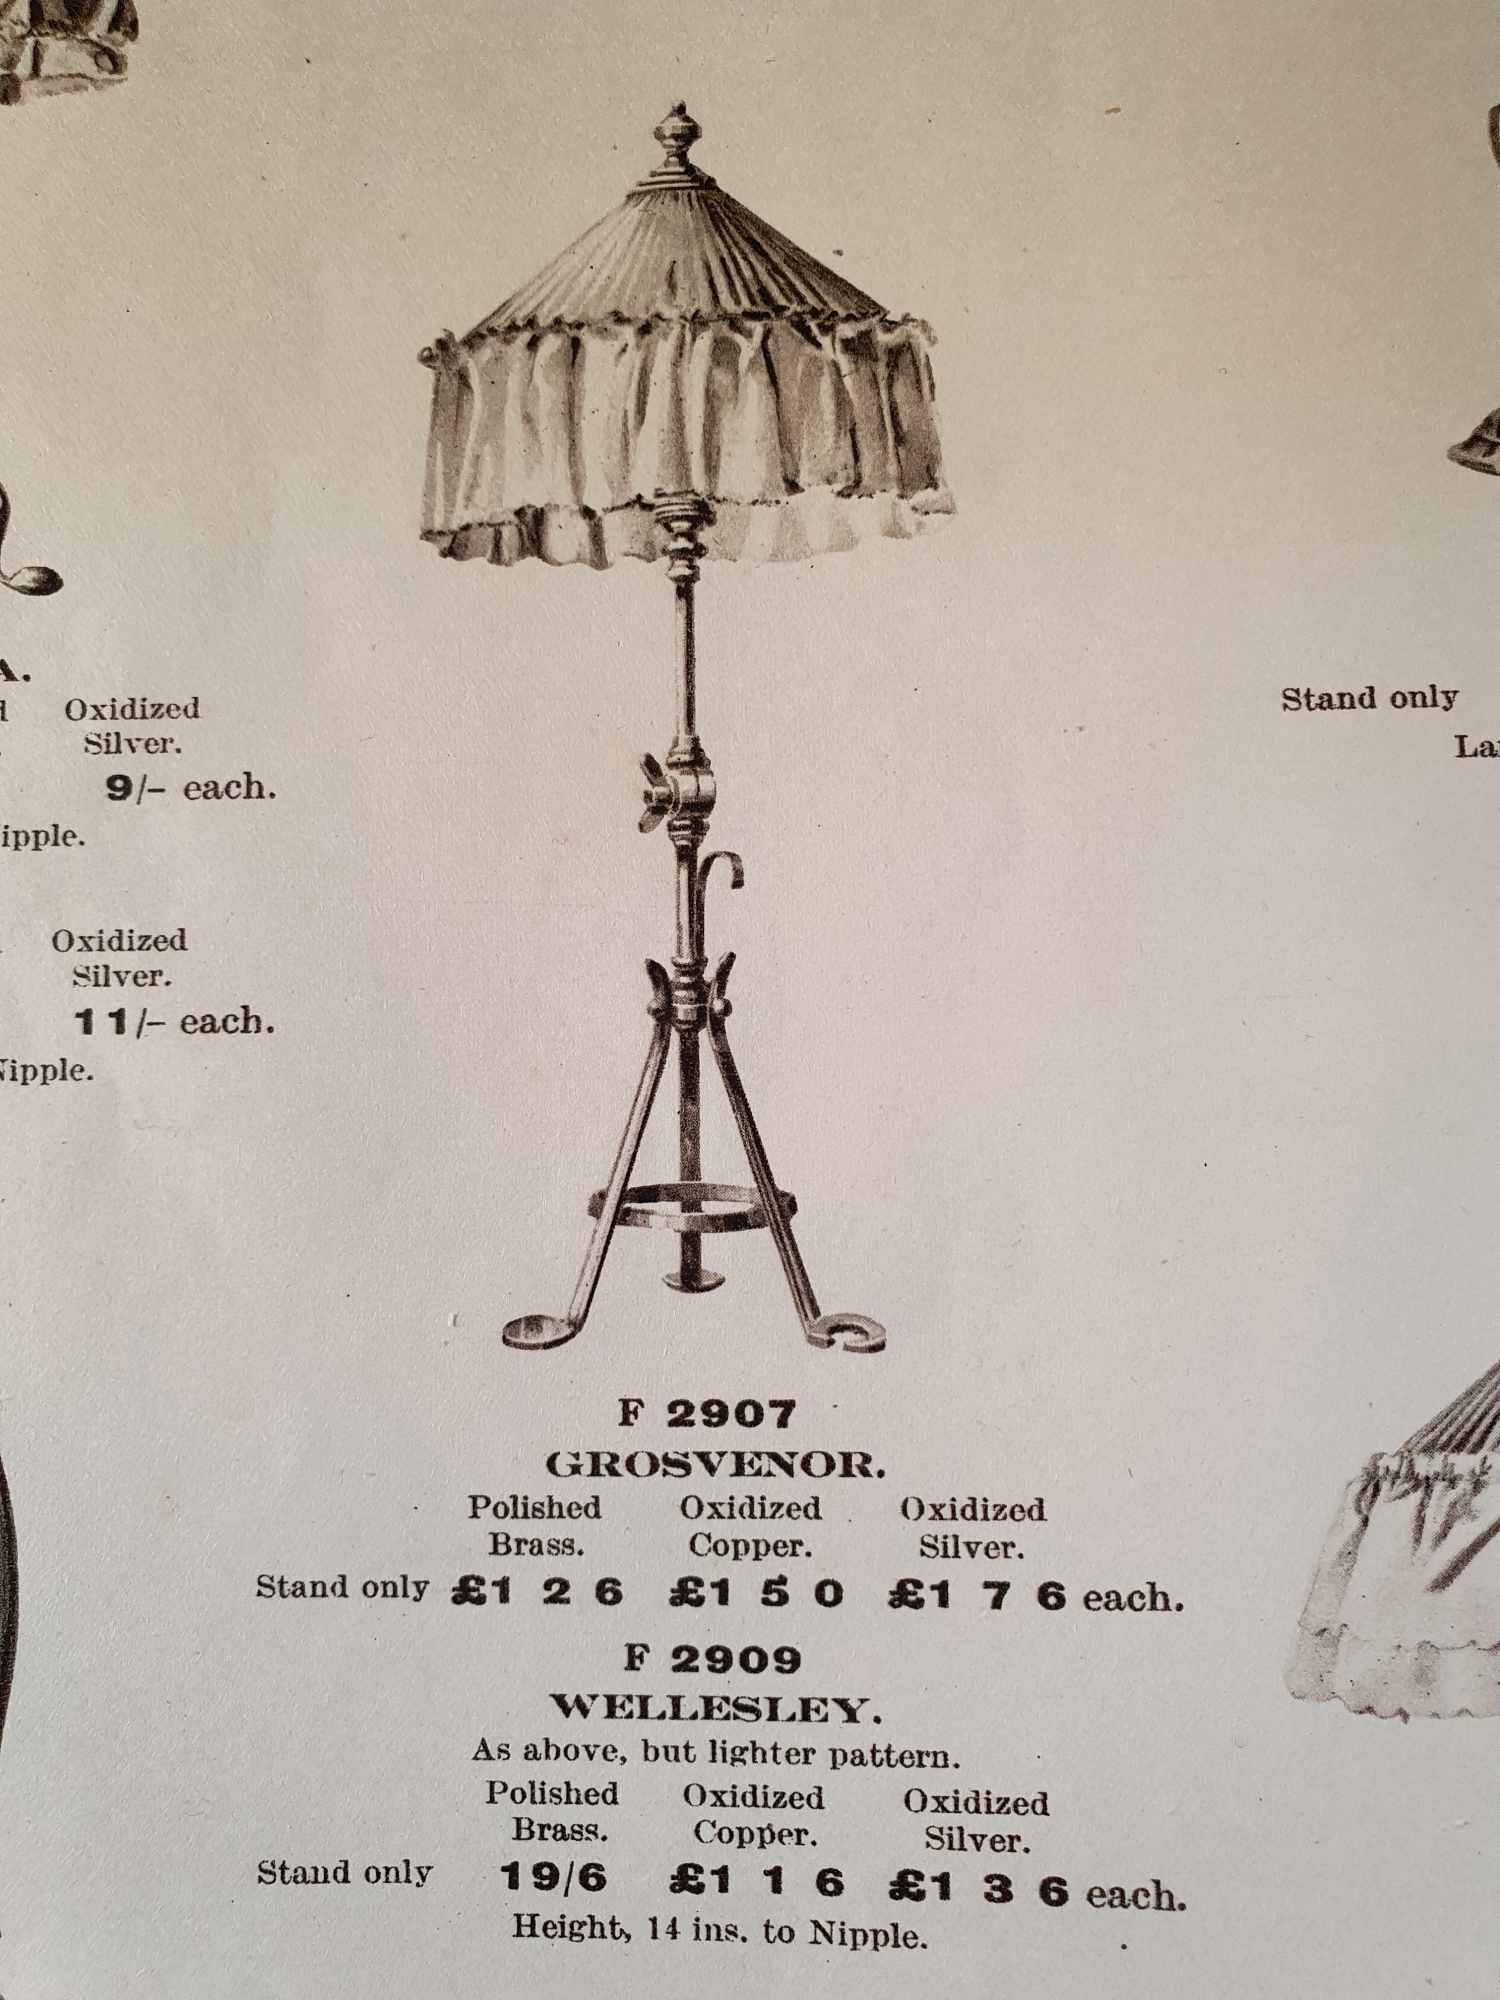 A.
Oxidized
Silver.
9/– each.
Nipple.
Oxidized
Silver.
11/– each.
Nipple.
Stand only
F 2907
GROSVENOR.
Polished Oxidized Oxidized
Brass. Copper. Silver.
Stand only £1 2 6 £1 5 0 £1 7 6 each.
F 2909
WELLESLEY.
As above, but lighter pattern.
Polished Oxidized Oxidized
Brass. Copper. Silver.
Stand only 19/6 £1 1 6 £1 3 6 each.
Height, 14 ins. to Nipple.